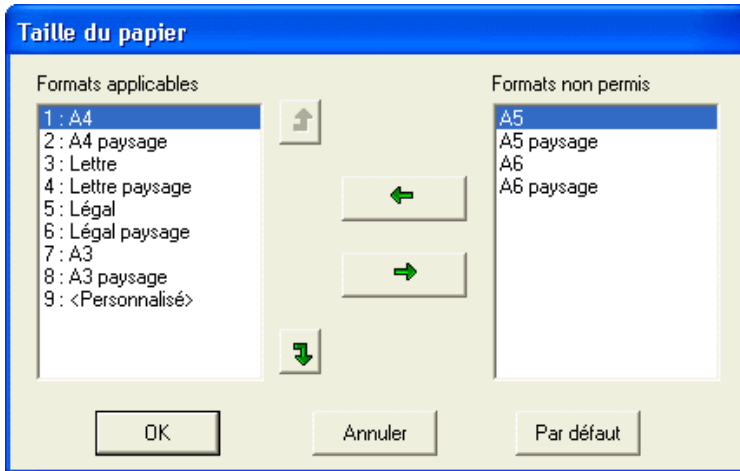 Taille du papier
Formats applicables
1 : A4
2 : A4 paysage
3 : Lettre
4 : Lettre paysage
5 : Légal
6 : Légal paysage
7 : A3
8 : A3 paysage
9 : <Personnalisé>
Formats non permis
A5
A5 paysage
A6
A6 paysage
OK
Annuler
Par défaut